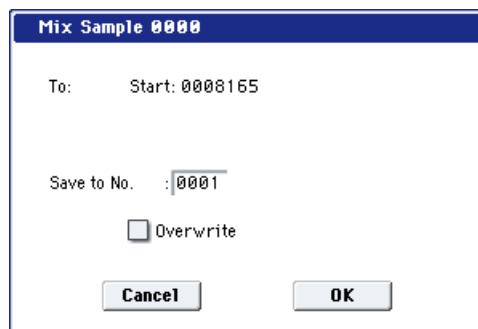 Mix Sample 0000
To: Start: 0008165
Save to No. :0001
Overwrite
Cancel OK